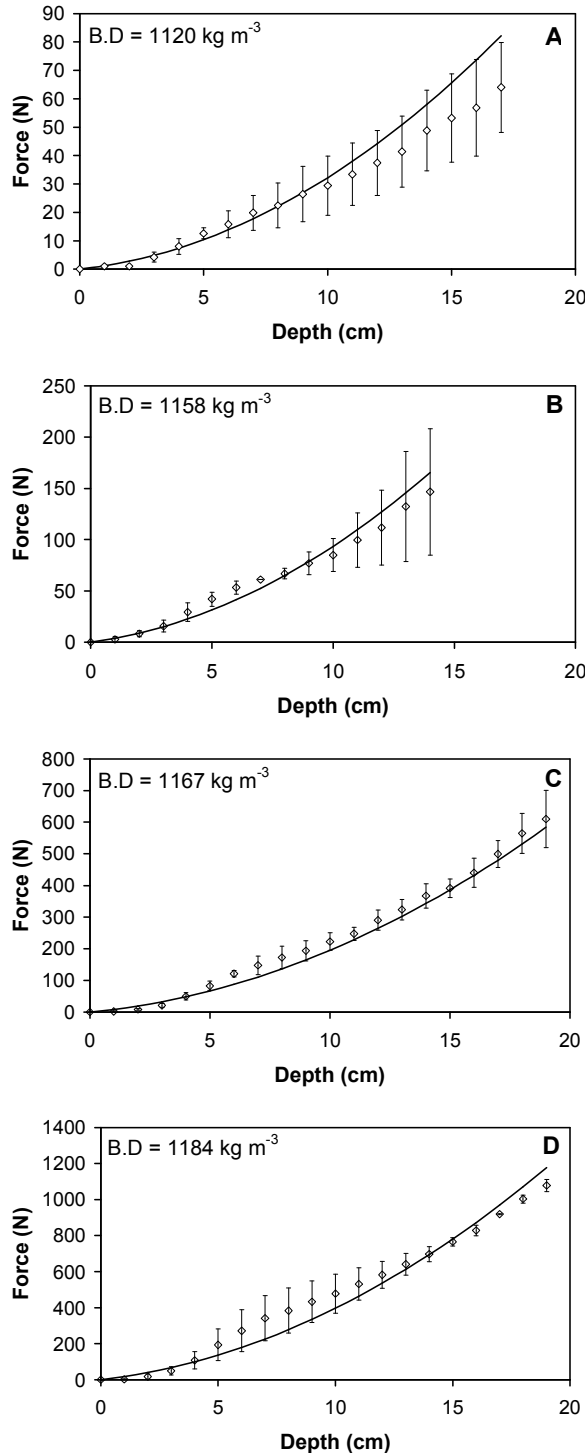 B.D = 1120 kg m-3
A
90
80
70
60
50
40
30
20
10
0
Force (N)
0 5 10 15 20
Depth (cm)
B.D = 1158 kg m-3
B
250
200
150
100
50
0
Force (N)
0 5 10 15 20
Depth (cm)
B.D = 1167 kg m-3
C
800
700
600
500
400
300
200
100
0
Force (N)
0 5 10 15 20
Depth (cm)
B.D = 1184 kg m-3
D
1400
1200
1000
800
600
400
200
0
Force (N)
0 5 10 15 20
Depth (cm)